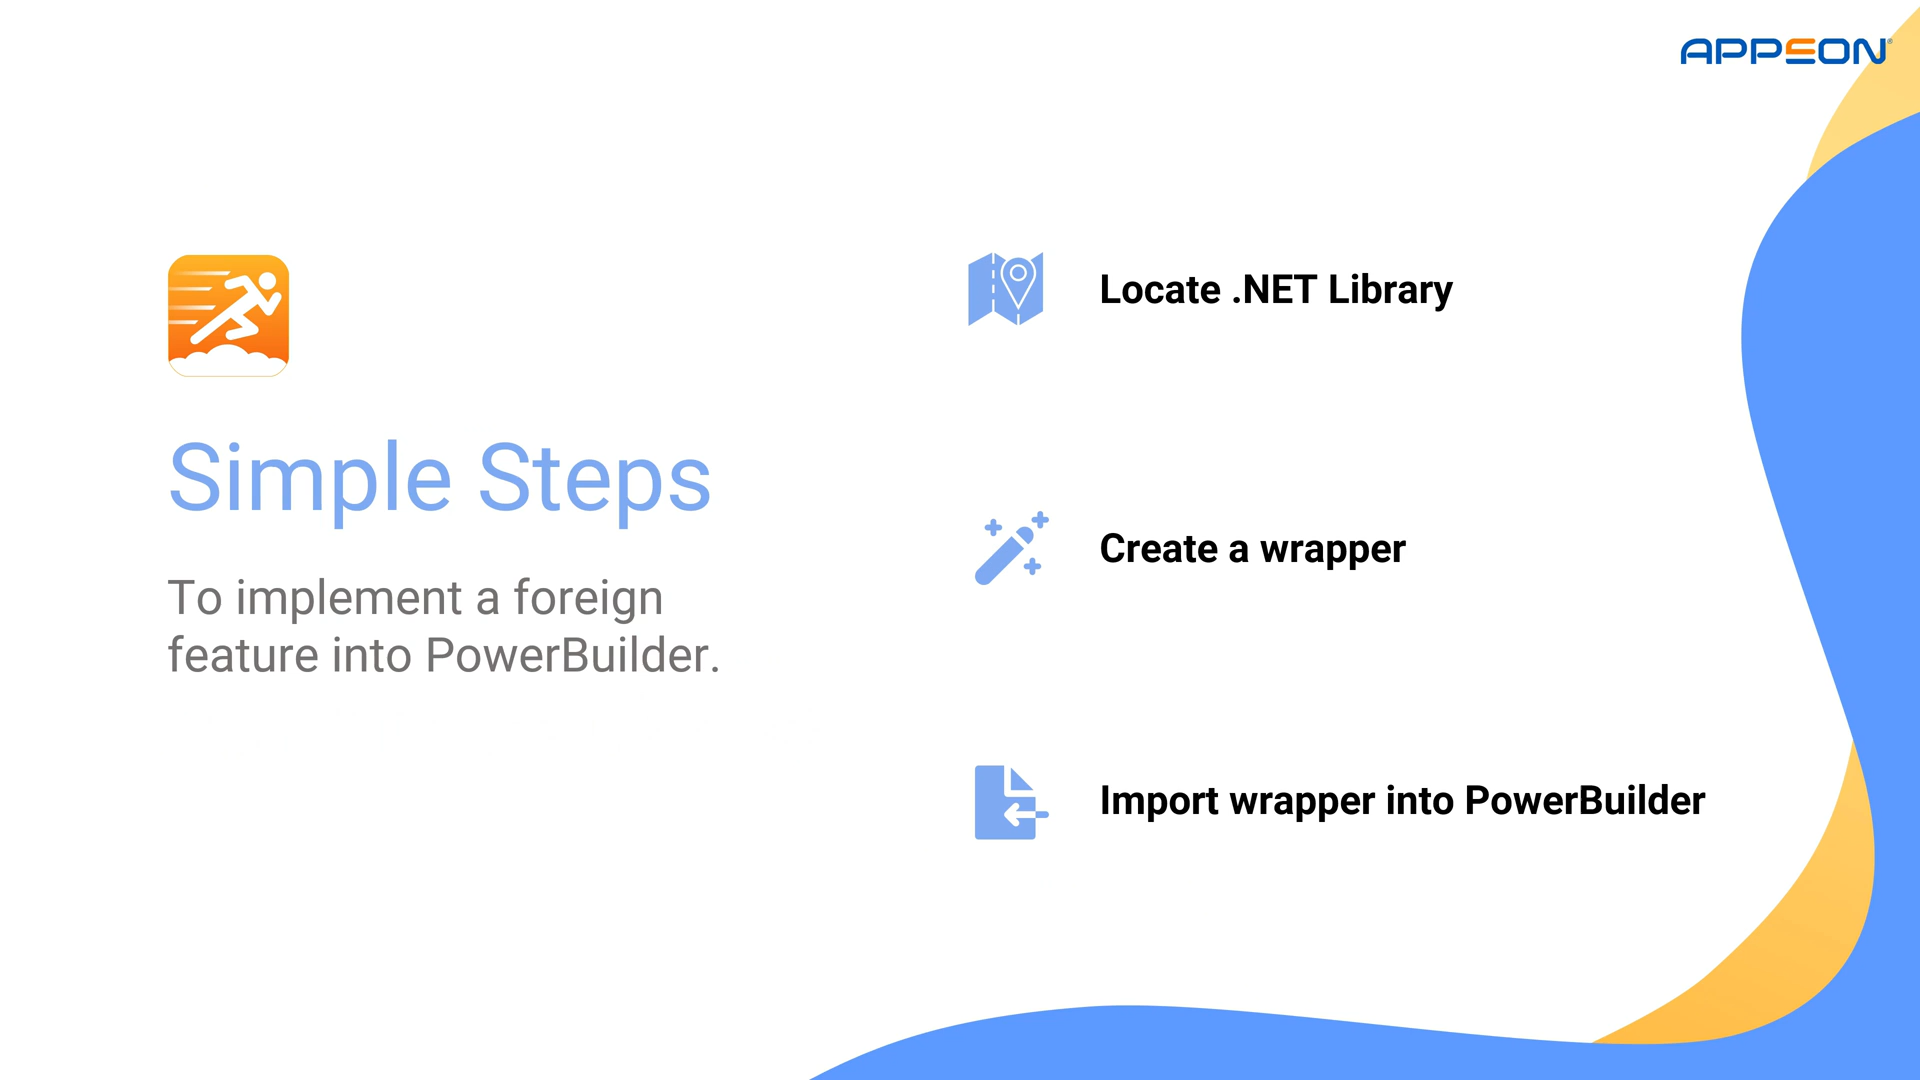 APPEON®
Simple Steps
To implement a foreign
feature into PowerBuilder.
Locate .NET Library
Create a wrapper
Import wrapper into PowerBuilder